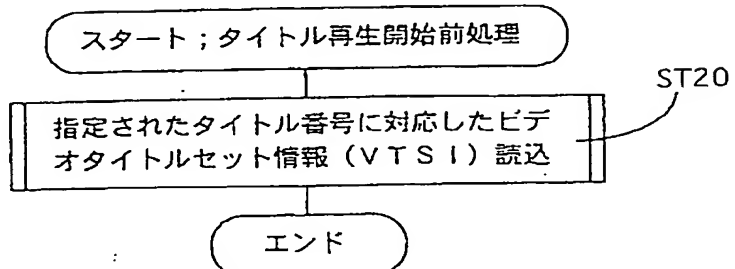 スタート；タイトル再生開始前処理
ST20
指定されたタイトル番号に対応したビデ
オタイトルセット情報（ＶＴＳＩ）読込
エンド